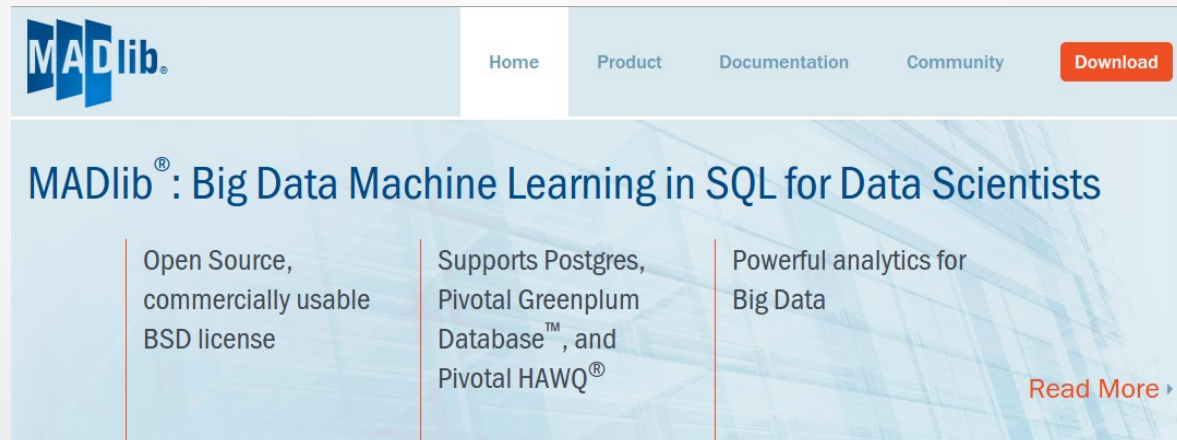 MADlib®
Home Product Documentation Community Download
MADlib®: Big Data Machine Learning in SQL for Data Scientists
Open Source,
commercially usable
BSD license
Supports Postgres,
Pivotal Greenplum
Database™, and
Pivotal HAWQ®
Powerful analytics for
Big Data
Read More